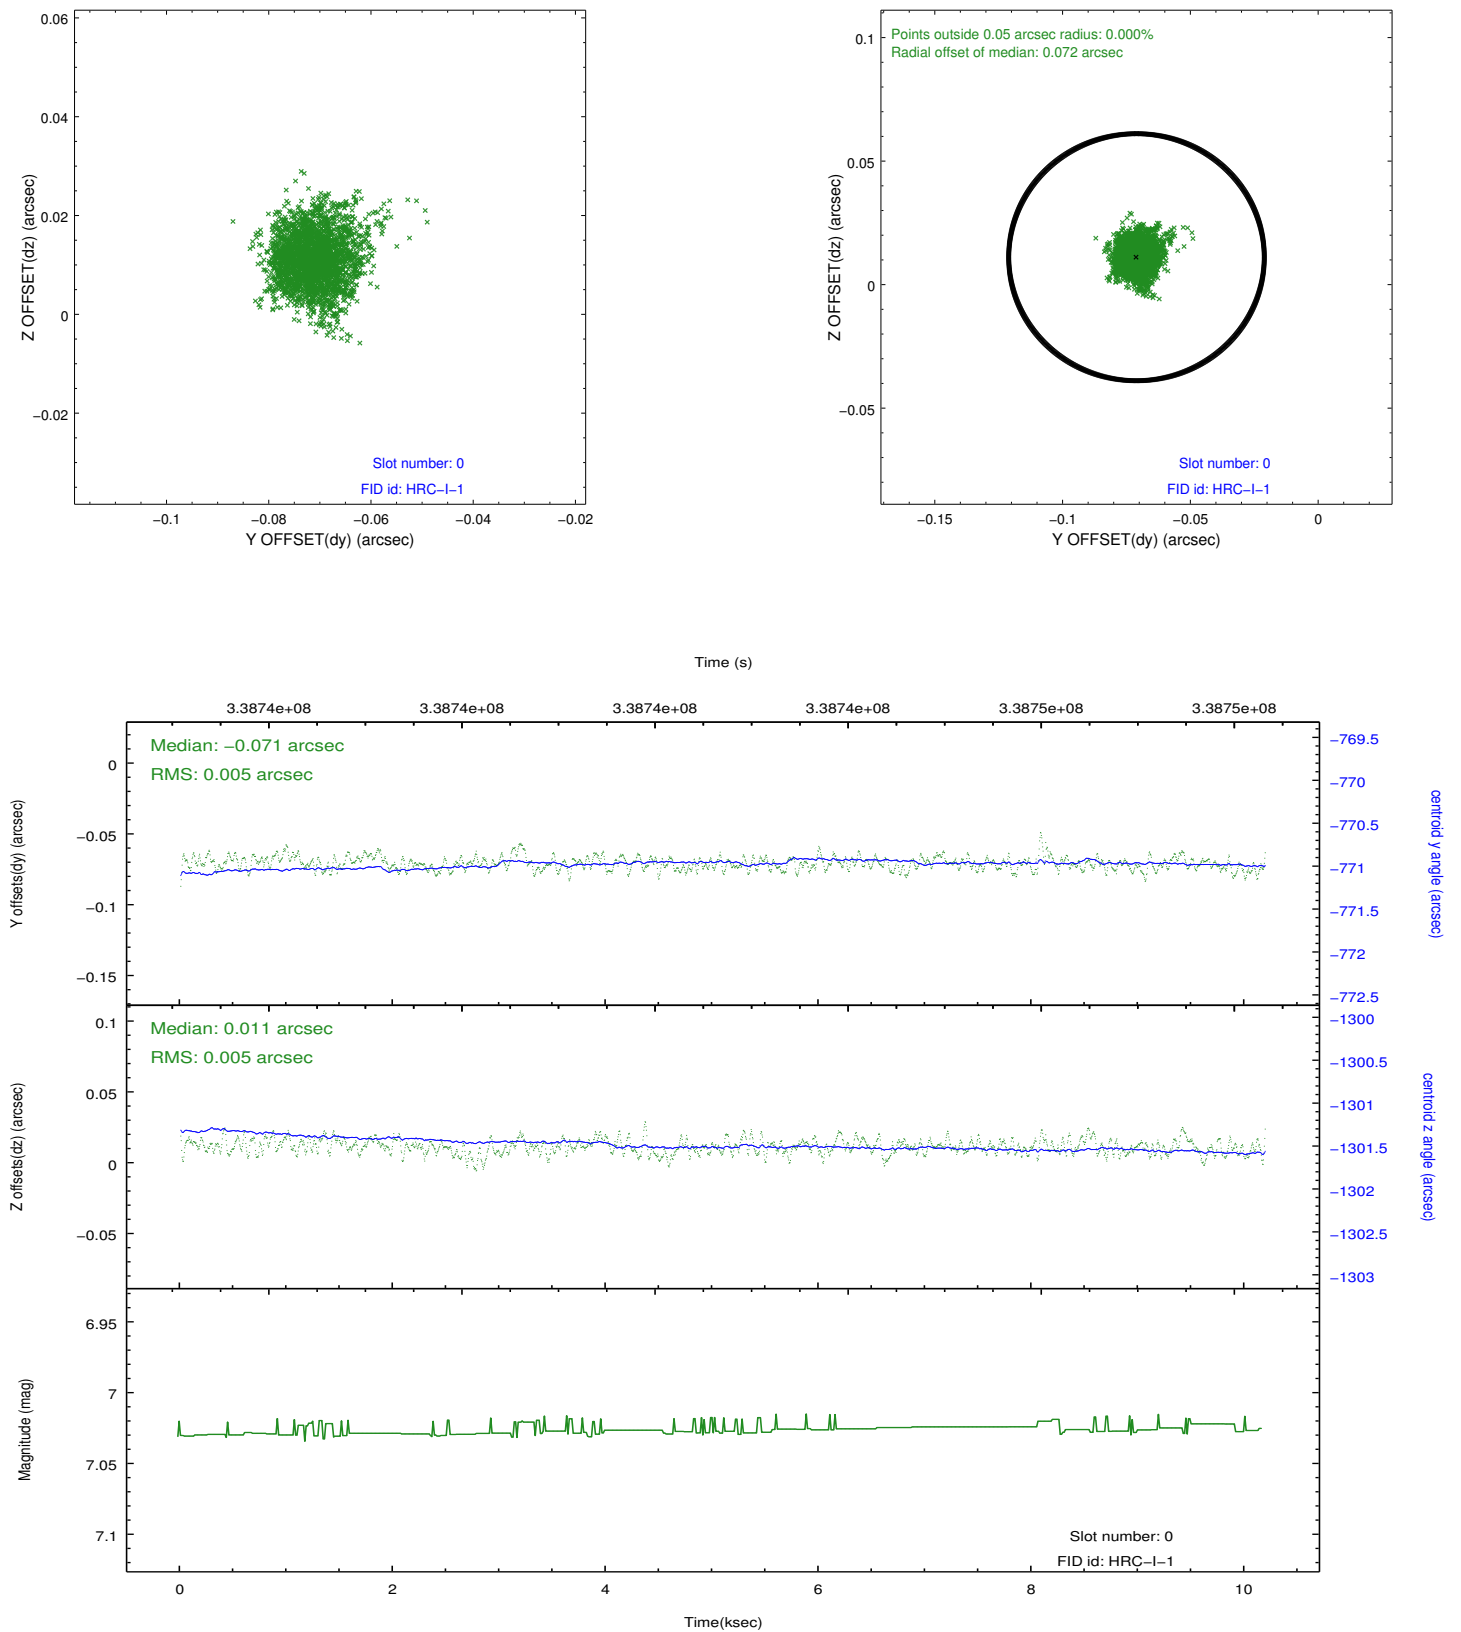 0.06
0.04
0.02
0
−0.02
Z OFFSET(dz) (arcsec)
Slot number: 0
FID id: HRC−I−1
−0.1
−0.08
−0.06
−0.04
−0.02
Y OFFSET(dy) (arcsec)
Points outside 0.05 arcsec radius: 0.000%
Radial offset of median: 0.072 arcsec
0.1
0.05
0
−0.05
Z OFFSET(dz) (arcsec)
Slot number: 0
FID id: HRC−I−1
−0.15
−0.1
−0.05
0
Y OFFSET(dy) (arcsec)
Time (s)
3.3874e+08
3.3874e+08
3.3874e+08
3.3874e+08
3.3875e+08
3.3875e+08
Median: −0.071 arcsec
RMS: 0.005 arcsec
0
−0.05
−0.1
−0.15
Y offsets(dy) (arcsec)
−769.5
−770
−770.5
−771
−771.5
−772
−772.5
centroid y angle (arcsec)
Median: 0.011 arcsec
RMS: 0.005 arcsec
0.1
0.05
0
−0.05
Z offsets(dz) (arcsec)
−1300
−1300.5
−1301
−1301.5
−1302
−1302.5
−1303
centroid z angle (arcsec)
6.95
7
7.05
7.1
Magnitude (mag)
Slot number: 0
FID id: HRC−I−1
0
2
4
6
8
10
Time(ksec)